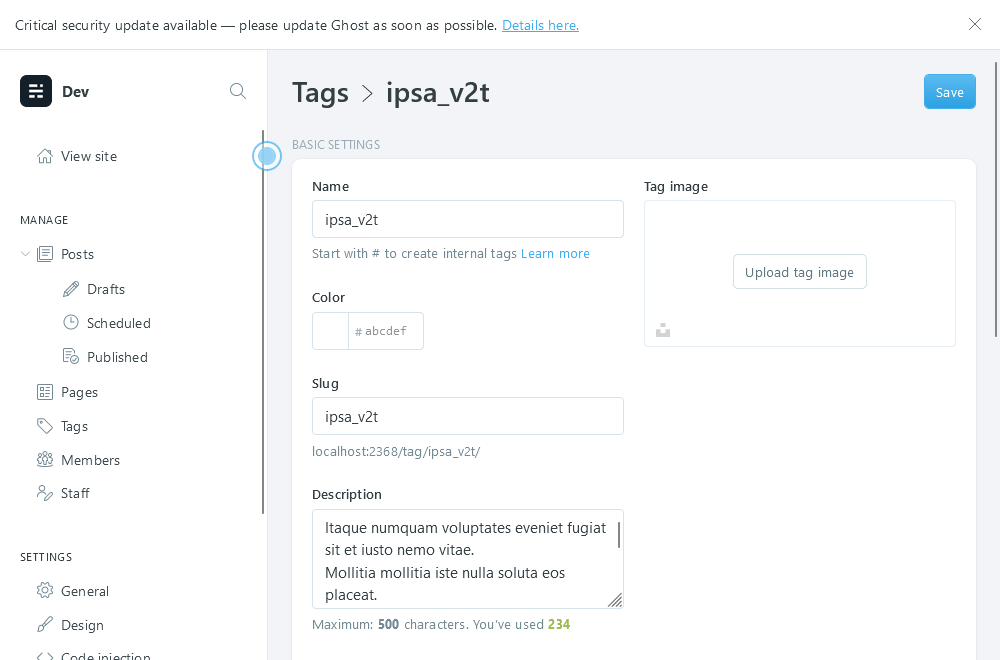 Critical security update available — please update Ghost as soon as possible. Details here.
Dev
View site
MANAGE
Posts
Drafts
Scheduled
Published
Pages
Tags
Members
Staff
SETTINGS
General
Design
Code injection
Tags > ipsa_v2t
Save
BASIC SETTINGS
Name
ipsa_v2t
Start with # to create internal tags Learn more
Color
# abcdef
Slug
ipsa_v2t
localhost:2368/tag/ipsa_v2t/
Description
Itaque numquam voluptates eveniet fugiat
sit et iusto nemo vitae.
Mollitia mollitia iste nulla soluta eos
placeat.
Maximum: 500 characters. You've used 234
Tag image
Upload tag image